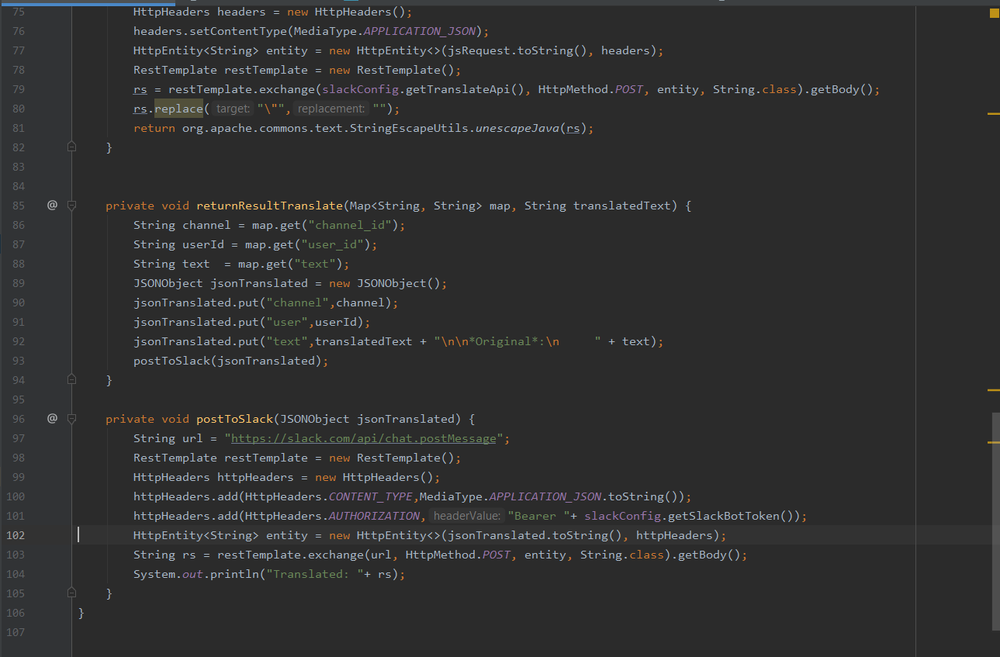 75 HttpHeaders headers = new HttpHeaders();
76 headers.setContentType(MediaType.APPLICATION_JSON);
77 HttpEntity<String> entity = new HttpEntity<>(jsRequest.toString(), headers);
78 RestTemplate restTemplate = new RestTemplate();
79 rs = restTemplate.exchange(slackConfig.getTranslateApi(), HttpMethod.POST, entity, String.class).getBody();
80 rs.replace( target: "\"", replacement: "");
81 return org.apache.commons.text.StringEscapeUtils.unescapeJava(rs);
82 }
83
84
85 @ private void returnResultTranslate(Map<String, String> map, String translatedText) {
86 String channel = map.get("channel_id");
87 String userId = map.get("user_id");
88 String text  = map.get("text");
89 JSONObject jsonTranslated = new JSONObject();
90 jsonTranslated.put("channel",channel);
91 jsonTranslated.put("user",userId);
92 jsonTranslated.put("text",translatedText + "\n\n*Original*:\n     " + text);
93 postToSlack(jsonTranslated);
94 }
95
96 @ private void postToSlack(JSONObject jsonTranslated) {
97 String url = "https://slack.com/api/chat.postMessage";
98 RestTemplate restTemplate = new RestTemplate();
99 HttpHeaders httpHeaders = new HttpHeaders();
100 httpHeaders.add(HttpHeaders.CONTENT_TYPE,MediaType.APPLICATION_JSON.toString());
101 httpHeaders.add(HttpHeaders.AUTHORIZATION, headerValue: "Bearer "+ slackConfig.getSlackBotToken());
102 HttpEntity<String> entity = new HttpEntity<>(jsonTranslated.toString(), httpHeaders);
103 String rs = restTemplate.exchange(url, HttpMethod.POST, entity, String.class).getBody();
104 System.out.println("Translated: "+ rs);
105 }
106 }
107